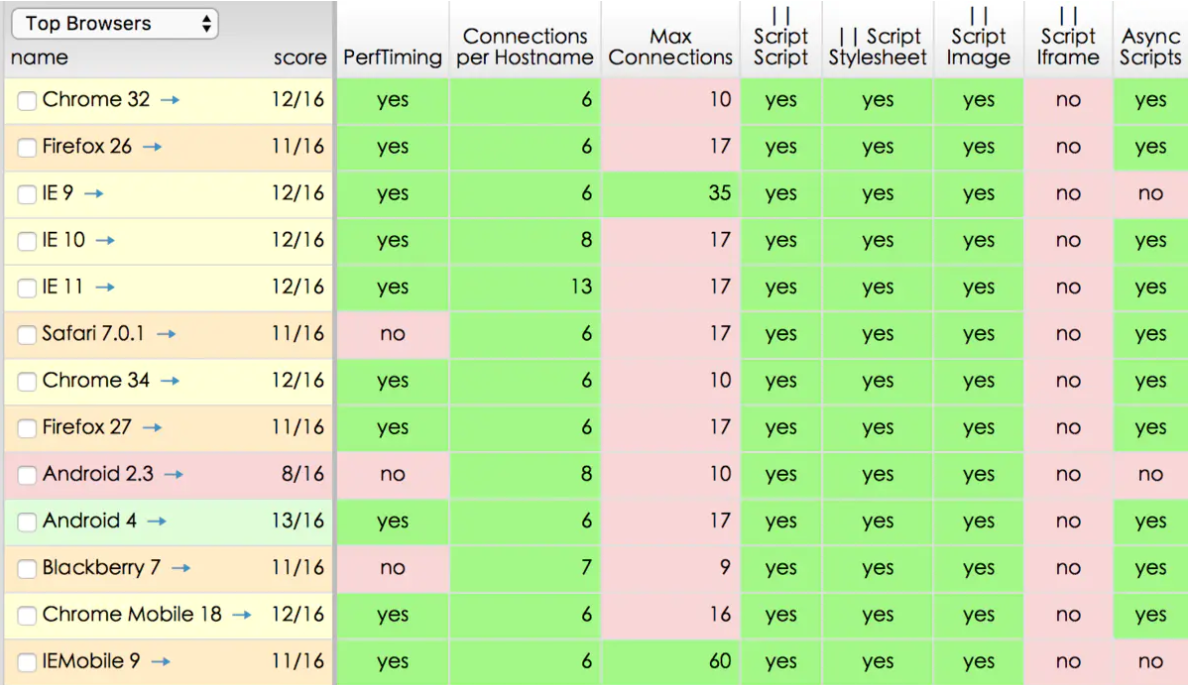 Top Browsers
name score PerfTiming Connections per Hostname Max Connections || Script Script || Script Stylesheet || Script Image || Script Iframe Async Scripts
Chrome 32 → 12/16 yes 6 10 yes yes yes no yes
Firefox 26 → 11/16 yes 6 17 yes yes yes no yes
IE 9 → 12/16 yes 6 35 yes yes yes no no
IE 10 → 12/16 yes 8 17 yes yes yes no yes
IE 11 → 12/16 yes 13 17 yes yes yes no yes
Safari 7.0.1 → 11/16 no 6 17 yes yes yes no yes
Chrome 34 → 12/16 yes 6 10 yes yes yes no yes
Firefox 27 → 11/16 yes 6 17 yes yes yes no yes
Android 2.3 → 8/16 no 8 10 yes yes yes no no
Android 4 → 13/16 yes 6 17 yes yes yes no yes
Blackberry 7 → 11/16 no 7 9 yes yes yes no yes
Chrome Mobile 18 → 12/16 yes 6 16 yes yes yes no yes
IEMobile 9 → 11/16 yes 6 60 yes yes yes no no